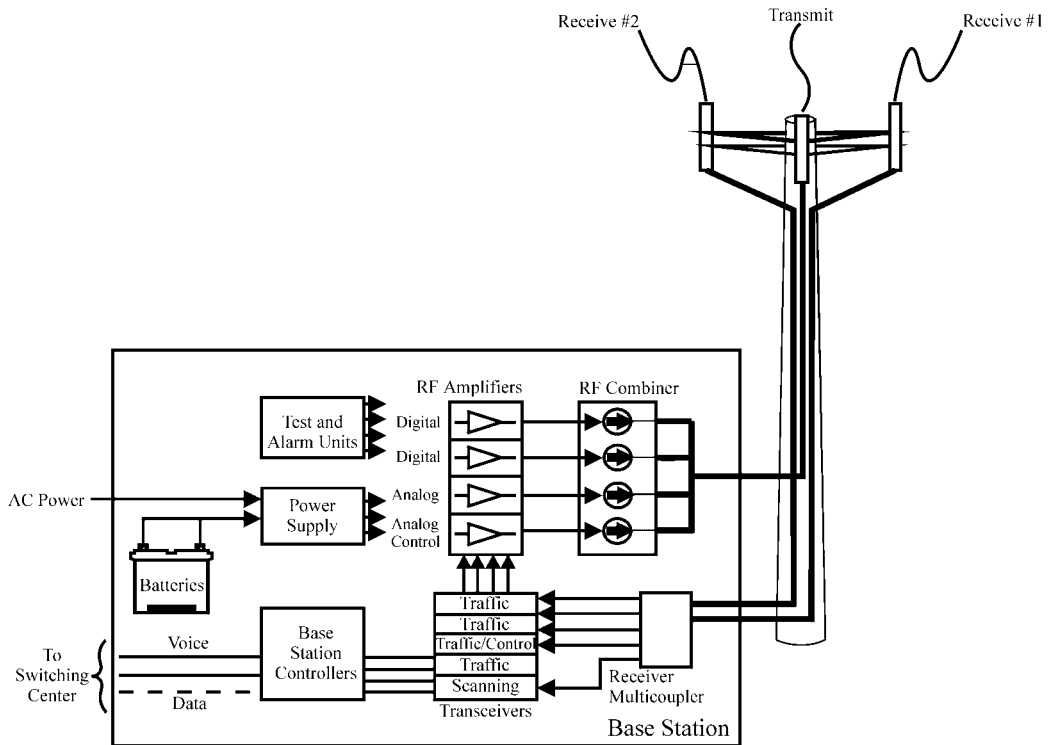 Receive #2
Transmit
Receive #1
RF Amplifiers
RF Combiner
Test and
Alarm Units
Digital
Digital
AC Power
Power
Supply
Analog
Analog
Control
Batteries
To
Switching
Center
Voice
Data
Base
Station
Controllers
Traffic
Traffic
Traffic/Control
Traffic
Scanning
Transceivers
Receiver
Multicoupler
Base Station